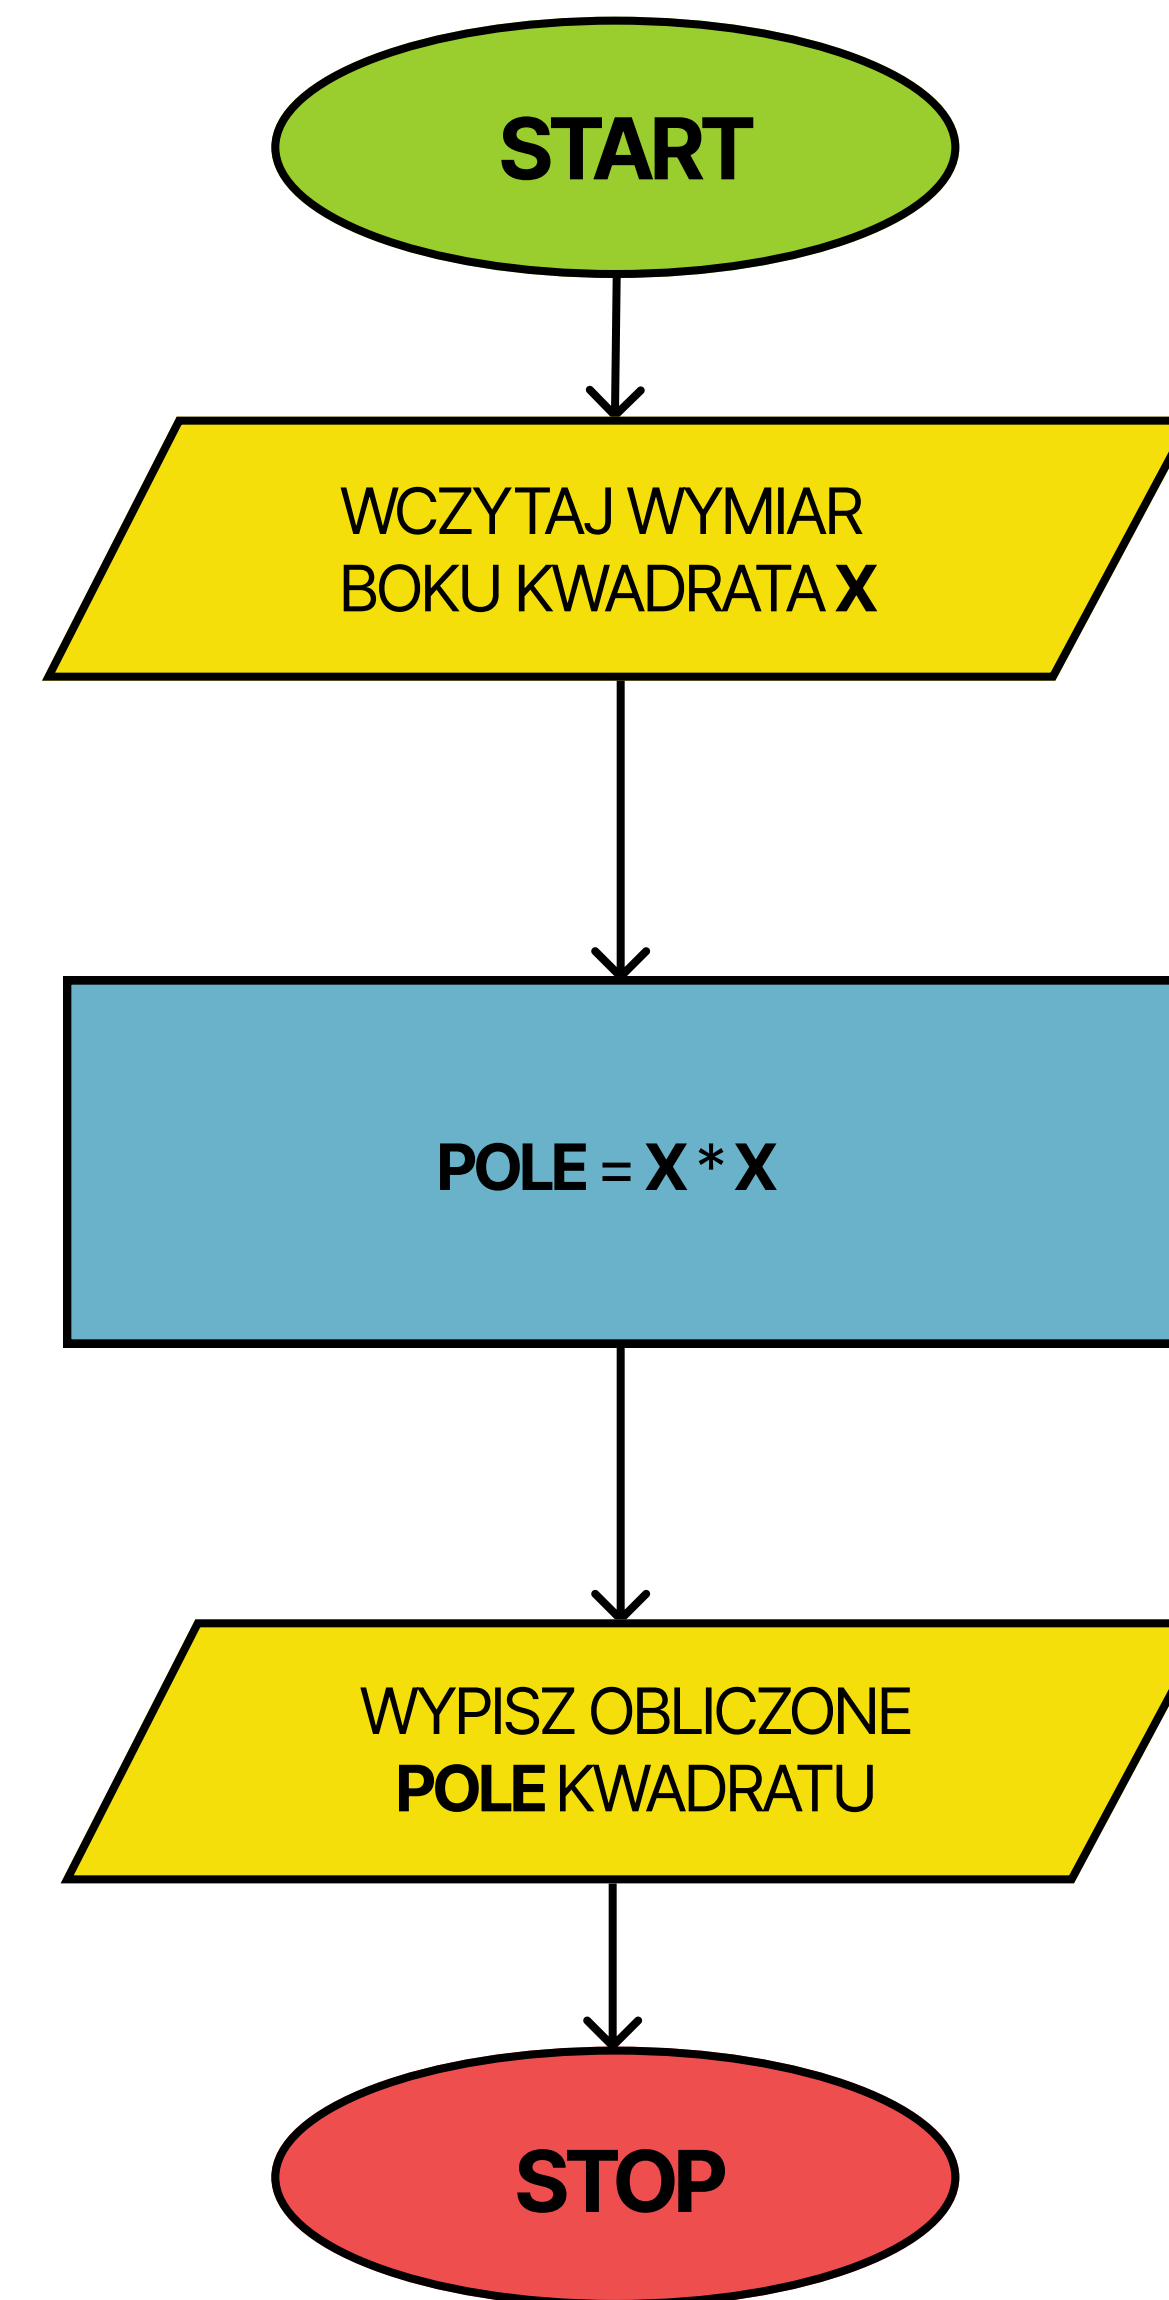 START
WCZYTAJ WYMIAR
BOKU KWADRATA X
POLE = X * X
WYPISZ OBLICZONE
POLE KWADRATU
STOP